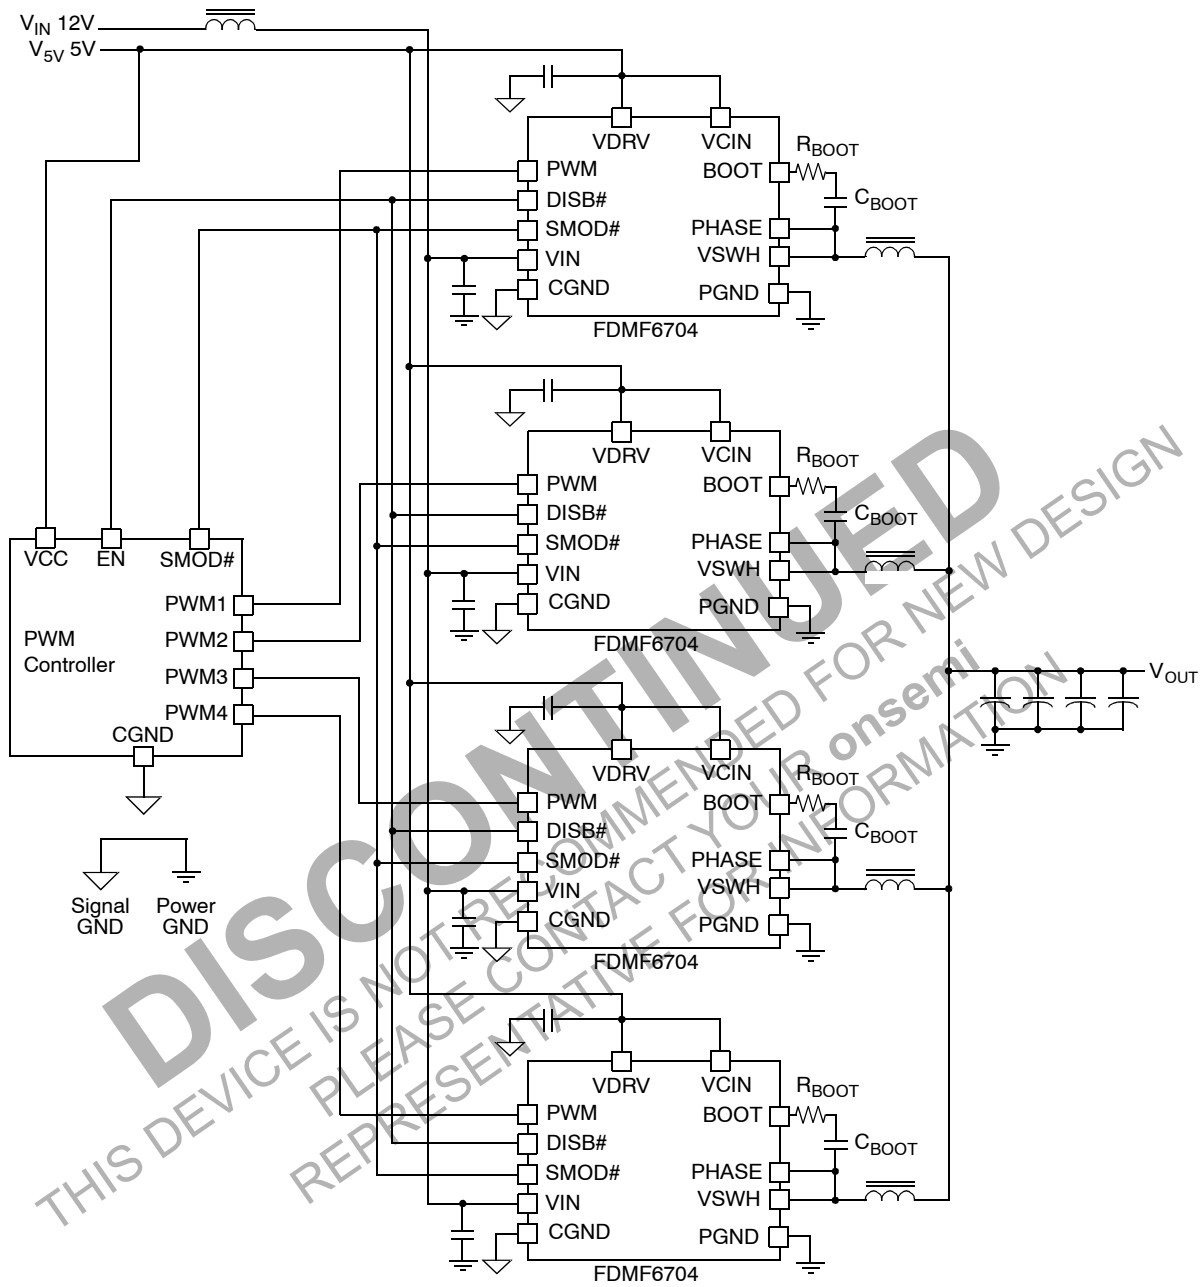 VIN 12V
V5V 5V
VDRV
VCIN
PWM
DISB#
SMOD#
VIN
CGND
BOOT
PHASE
VSWH
PGND
RBOOT
CBOOT
FDMF6704
VDRV
VCIN
PWM
DISB#
SMOD#
VIN
CGND
BOOT
PHASE
VSWH
PGND
RBOOT
CBOOT
FDMF6704
VCC
EN
SMOD#
PWM
Controller
PWM1
PWM2
PWM3
PWM4
CGND
VOUT
VDRV
VCIN
PWM
DISB#
SMOD#
VIN
CGND
BOOT
PHASE
VSWH
PGND
RBOOT
CBOOT
FDMF6704
Signal
GND
Power
GND
VDRV
VCIN
PWM
DISB#
SMOD#
VIN
CGND
BOOT
PHASE
VSWH
PGND
RBOOT
CBOOT
FDMF6704
DISCONTINUED
THIS DEVICE IS NOT RECOMMENDED FOR NEW DESIGN
PLEASE CONTACT YOUR onsemi
REPRESENTATIVE FOR INFORMATION